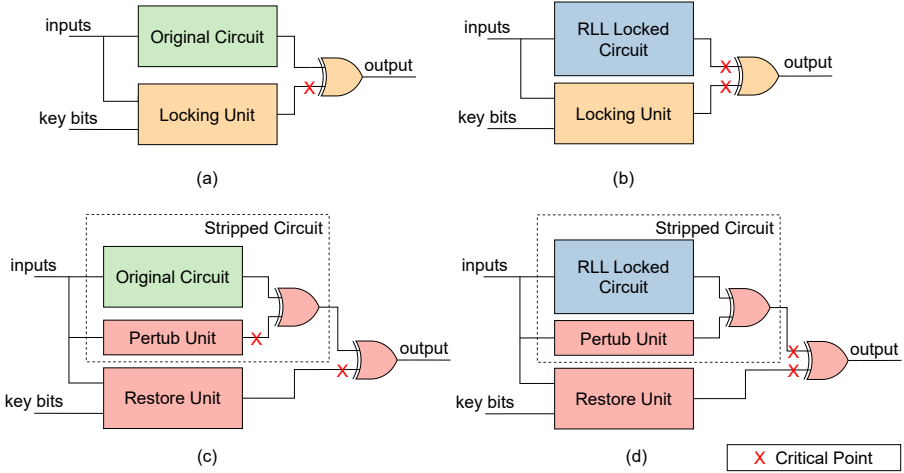 inputs
Original Circuit
output
Locking Unit
key bits
(a)
inputs
RLL Locked
Circuit
output
Locking Unit
key bits
(b)
Stripped Circuit
inputs
Original Circuit
Pertub Unit
output
Restore Unit
key bits
(c)
Stripped Circuit
inputs
RLL Locked
Circuit
Pertub Unit
output
Restore Unit
key bits
(d)
X Critical Point